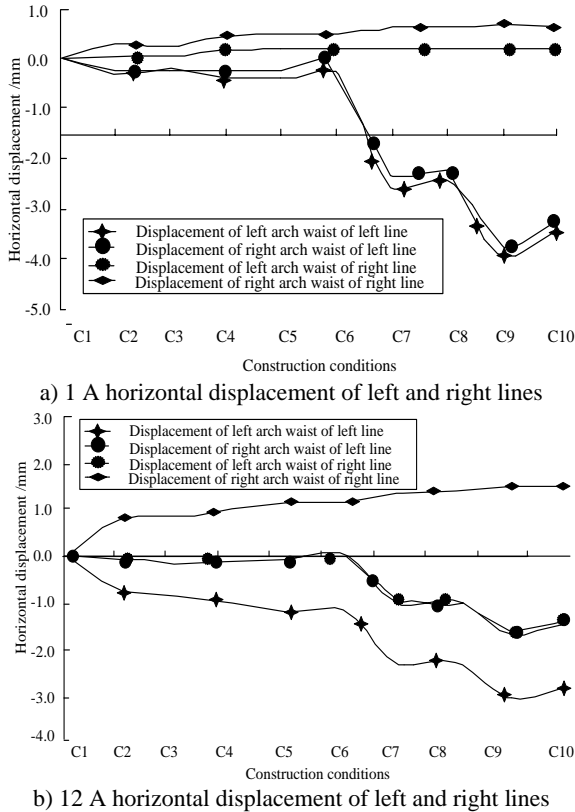 1.0
0.0
-1.0
-2.0
-3.0
-4.0
-5.0
Horizontal displacement /mm
Displacement of left arch waist of left line
Displacement of right arch waist of left line
Displacement of left arch waist of right line
Displacement of right arch waist of right line
C1 C2 C3 C4 C5 C6 C7 C8 C9 C10
Construction conditions
a) 1 A horizontal displacement of left and right lines
3.0
2.0
1.0
0.0
-1.0
-2.0
-3.0
-4.0
Horizontal displacement /mm
Displacement of left arch waist of left line
Displacement of right arch waist of left line
Displacement of left arch waist of right line
Displacement of right arch waist of right line
C1 C2 C3 C4 C5 C6 C7 C8 C9 C10
Construction conditions
b) 12 A horizontal displacement of left and right lines